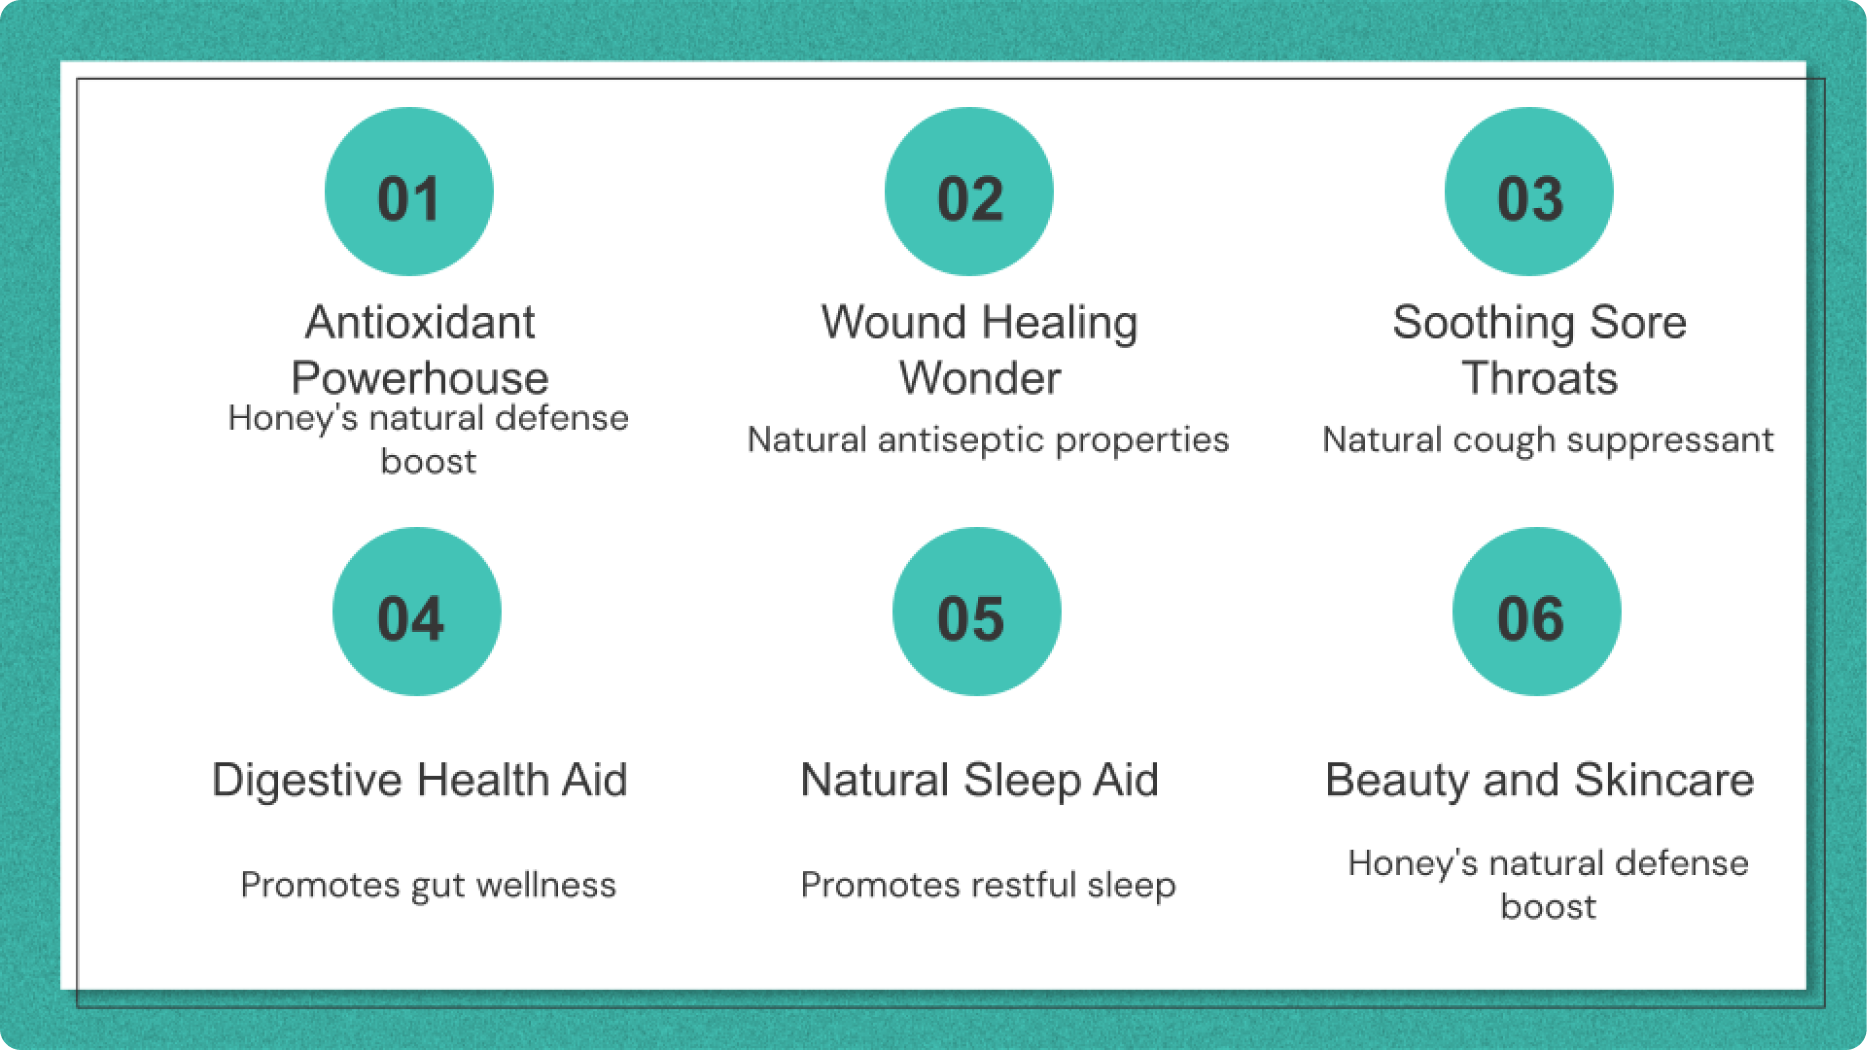 01
Antioxidant
Powerhouse
Honey's natural defense
boost
02
Wound Healing
Wonder
Natural antiseptic properties
03
Soothing Sore
Throats
Natural cough suppressant
04
Digestive Health Aid
Promotes gut wellness
05
Natural Sleep Aid
Promotes restful sleep
06
Beauty and Skincare
Honey's natural defense
boost